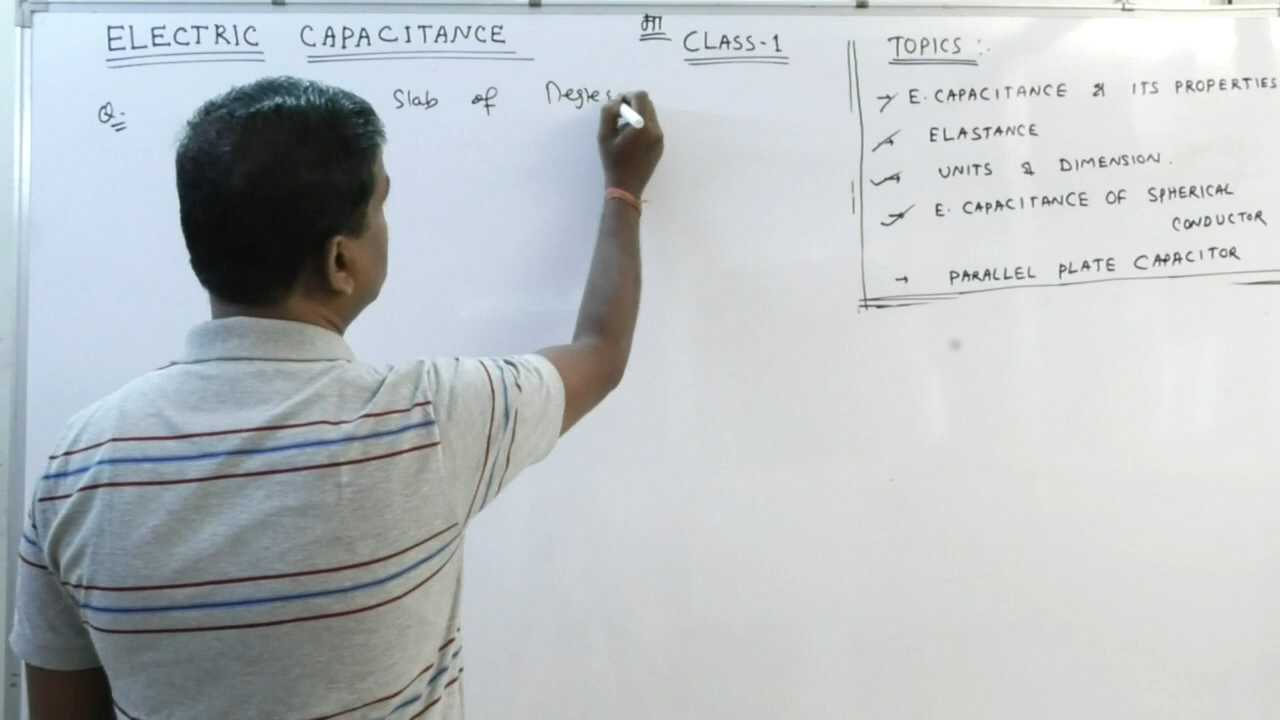 ELECTRIC CAPACITANCE
मा
CLASS-1
Q. Slab of Degre
TOPICS :-
→ E. CAPACITANCE & ITS PROPERTIES
→ ELASTANCE
→ UNITS & DIMENSION.
→ E. CAPACITANCE OF SPHERICAL
CONDUCTOR
→ PARALLEL PLATE CAPACITOR